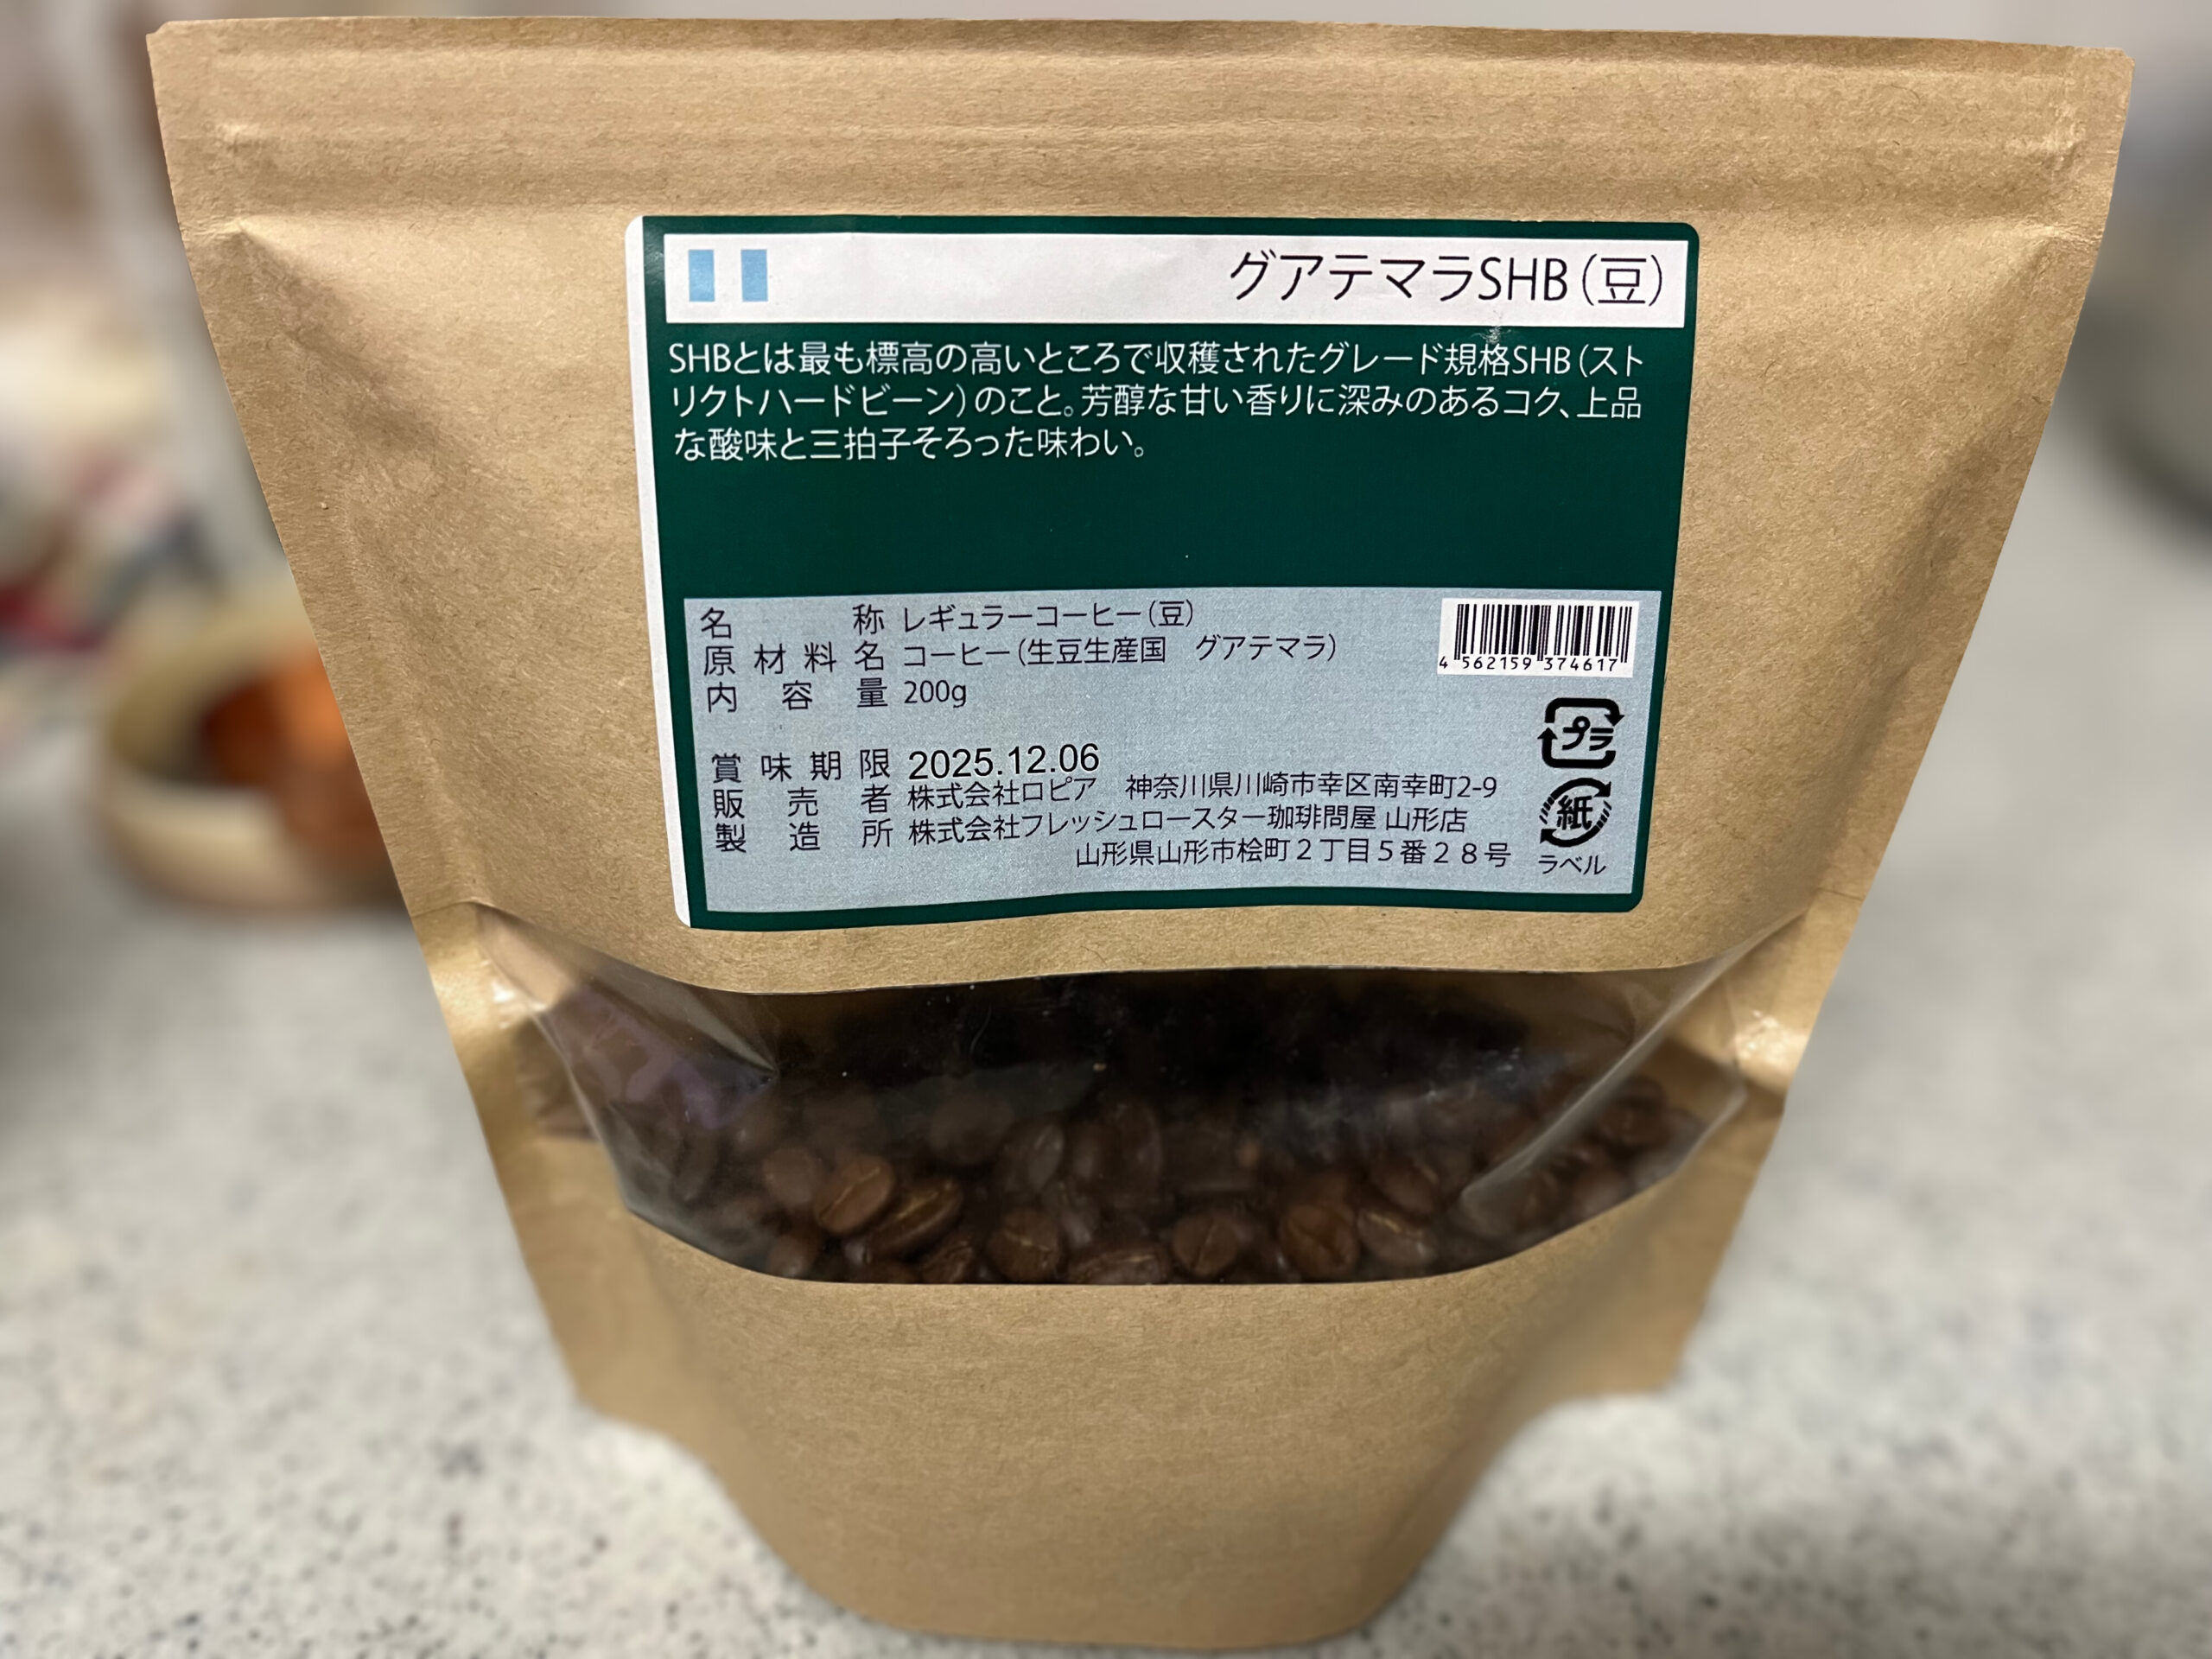 グアテマラSHB(豆)
SHBとは最も標高の高いところで収穫されたグレード規格SHB(スト
リクトハードビーン)のこと。芳醇な甘い香りに深みのあるコク、上品
な酸味と三拍子そろった味わい。
名称 レギュラーコーヒー(豆)
原材料名 コーヒー(生豆生産国 グアテマラ)
内容量 200g
4 562159 374617
賞味期限 2025.12.06
販売者 株式会社ロピア 神奈川県川崎市幸区南幸町2-9
製造所 株式会社フレッシュロースター珈琲問屋 山形店
山形県山形市桧町2丁目5番28号
プラ
紙
ラベル